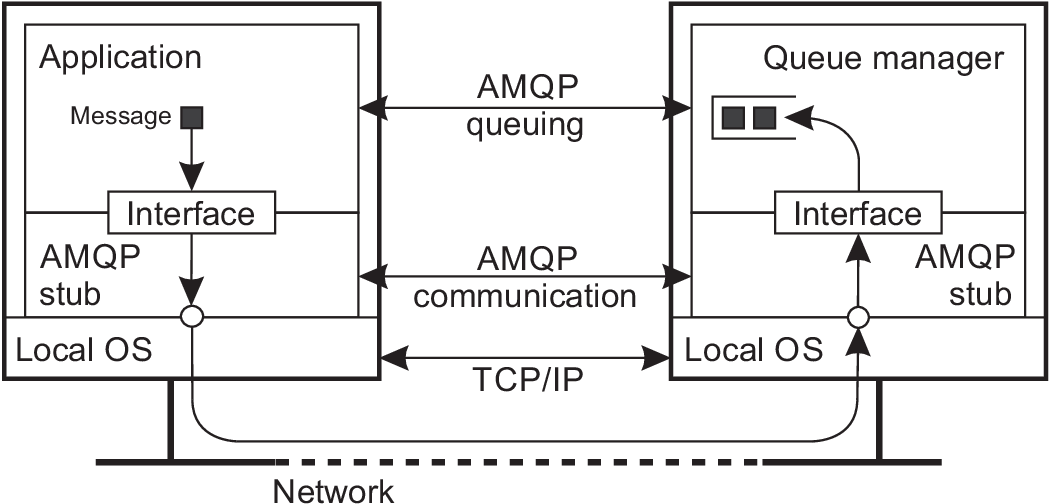 Application
Message
Interface
AMQP
stub
Local OS
AMQP
queuing
AMQP
communication
TCP/IP
Queue manager
Interface
AMQP
stub
Local OS
Network